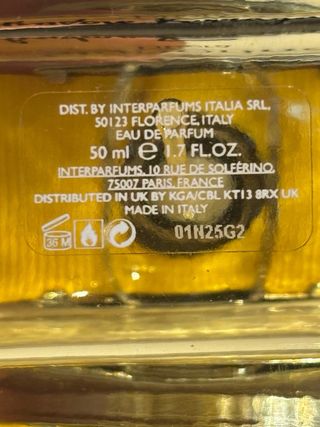 DIST. BY INTERPARFUMS ITALIA SRL,
50123 FLORENCE, ITALY
EAU DE PARFUM
50 ml ℮ 1.7 FL.OZ.
INTERPARFUMS, 10 RUE DE SOLFÉRINO,
75007 PARIS, FRANCE
DISTRIBUTED IN UK BY KGA/CBL KT13 8RX UK
MADE IN ITALY
36 M
01N25G2